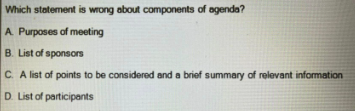 Which statement is wrong about components of agenda?
A. Purposes of meeting
B. List of sponsors
C. A list of points to be considered and a brief summary of relevant information
D. List of participants